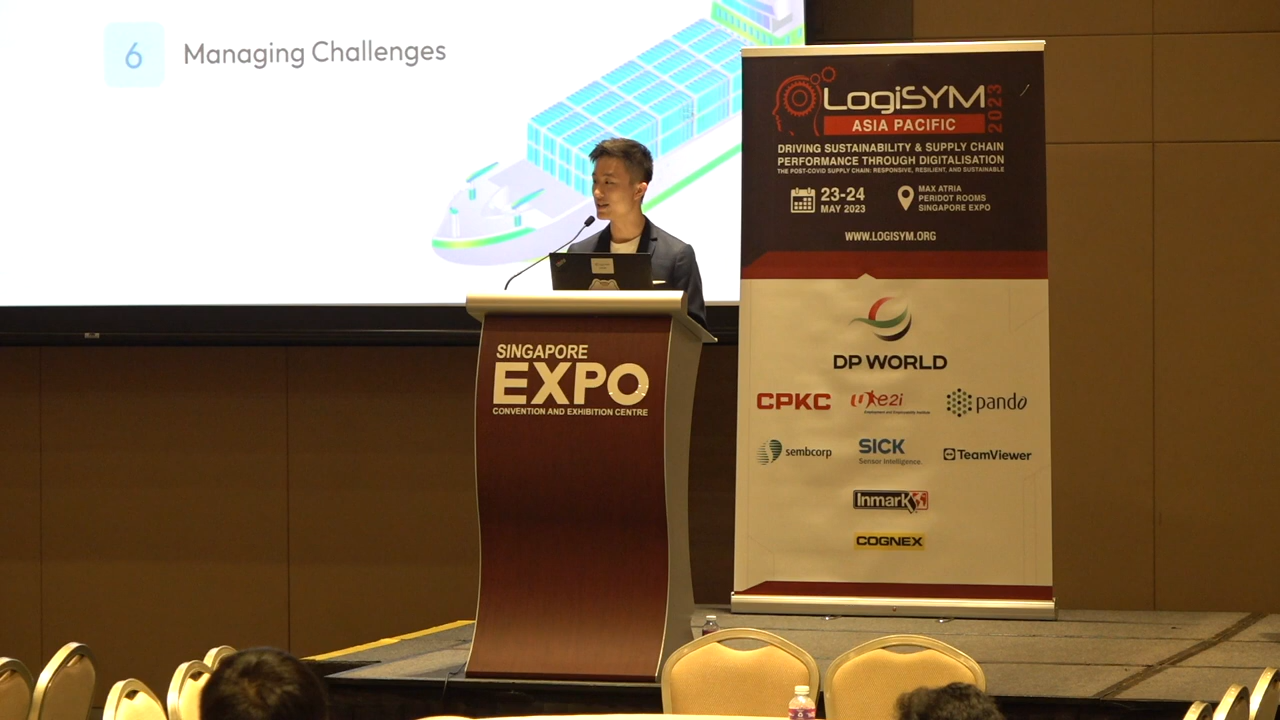 6 Managing Challenges
LogiSYM 2023
ASIA PACIFIC
DRIVING SUSTAINABILITY & SUPPLY CHAIN
PERFORMANCE THROUGH DIGITALISATION
THE POST-COVID SUPPLY CHAIN: RESPONSIVE, RESILIENT, AND SUSTAINABLE
23-24
MAY 2023
MAX ATRIA
PERIDOT ROOMS
SINGAPORE EXPO
WWW.LOGISYM.ORG
DP WORLD
CPKC
e2i
pando
sembcorp
SICK
Sensor Intelligence.
TeamViewer
Inmark
COGNEX
SINGAPORE
EXPO
CONVENTION AND EXHIBITION CENTRE